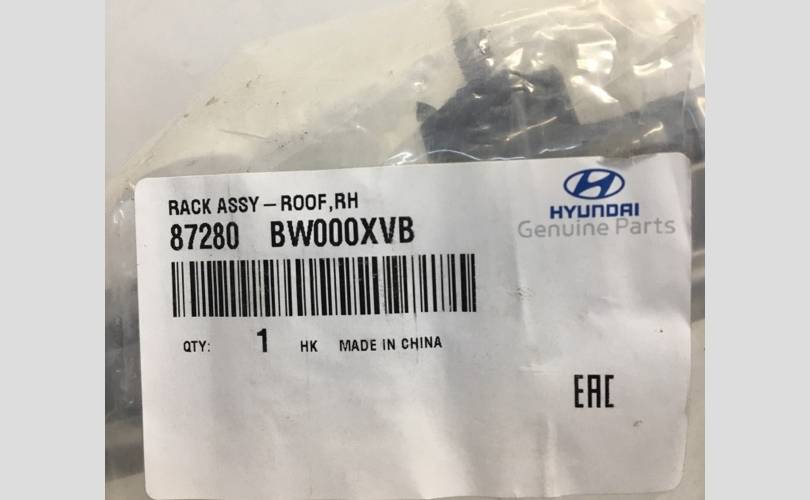 RACK ASSY – ROOF,RH
87280 BW000XVB
HYUNDAI
Genuine Parts
QTY: 1 HK MADE IN CHINA
EAC